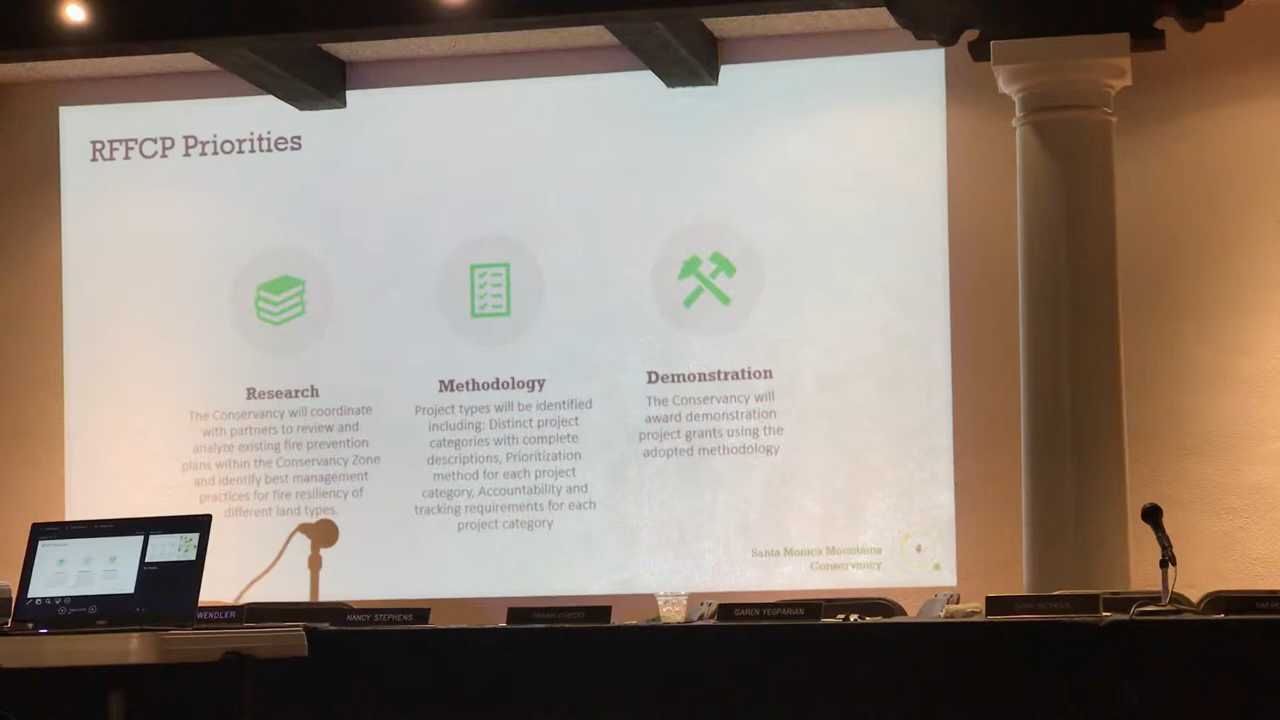 RFFCP Priorities
Research
The Conservancy will coordinate
with partners to review and
analyze existing fire prevention
plans within the Conservancy Zone
and identify best management
practices for fire resiliency of
different land types.
Methodology
Project types will be identified
including: Distinct project
categories with complete
descriptions, Prioritization
method for each project
category, Accountability and
tracking requirements for each
project category
Demonstration
The Conservancy will
award demonstration
project grants using the
adopted methodology
Santa Monica Mountains
Conservancy
4
WENDLER
NANCY STEPHENS
GAREN YEGPARIAN